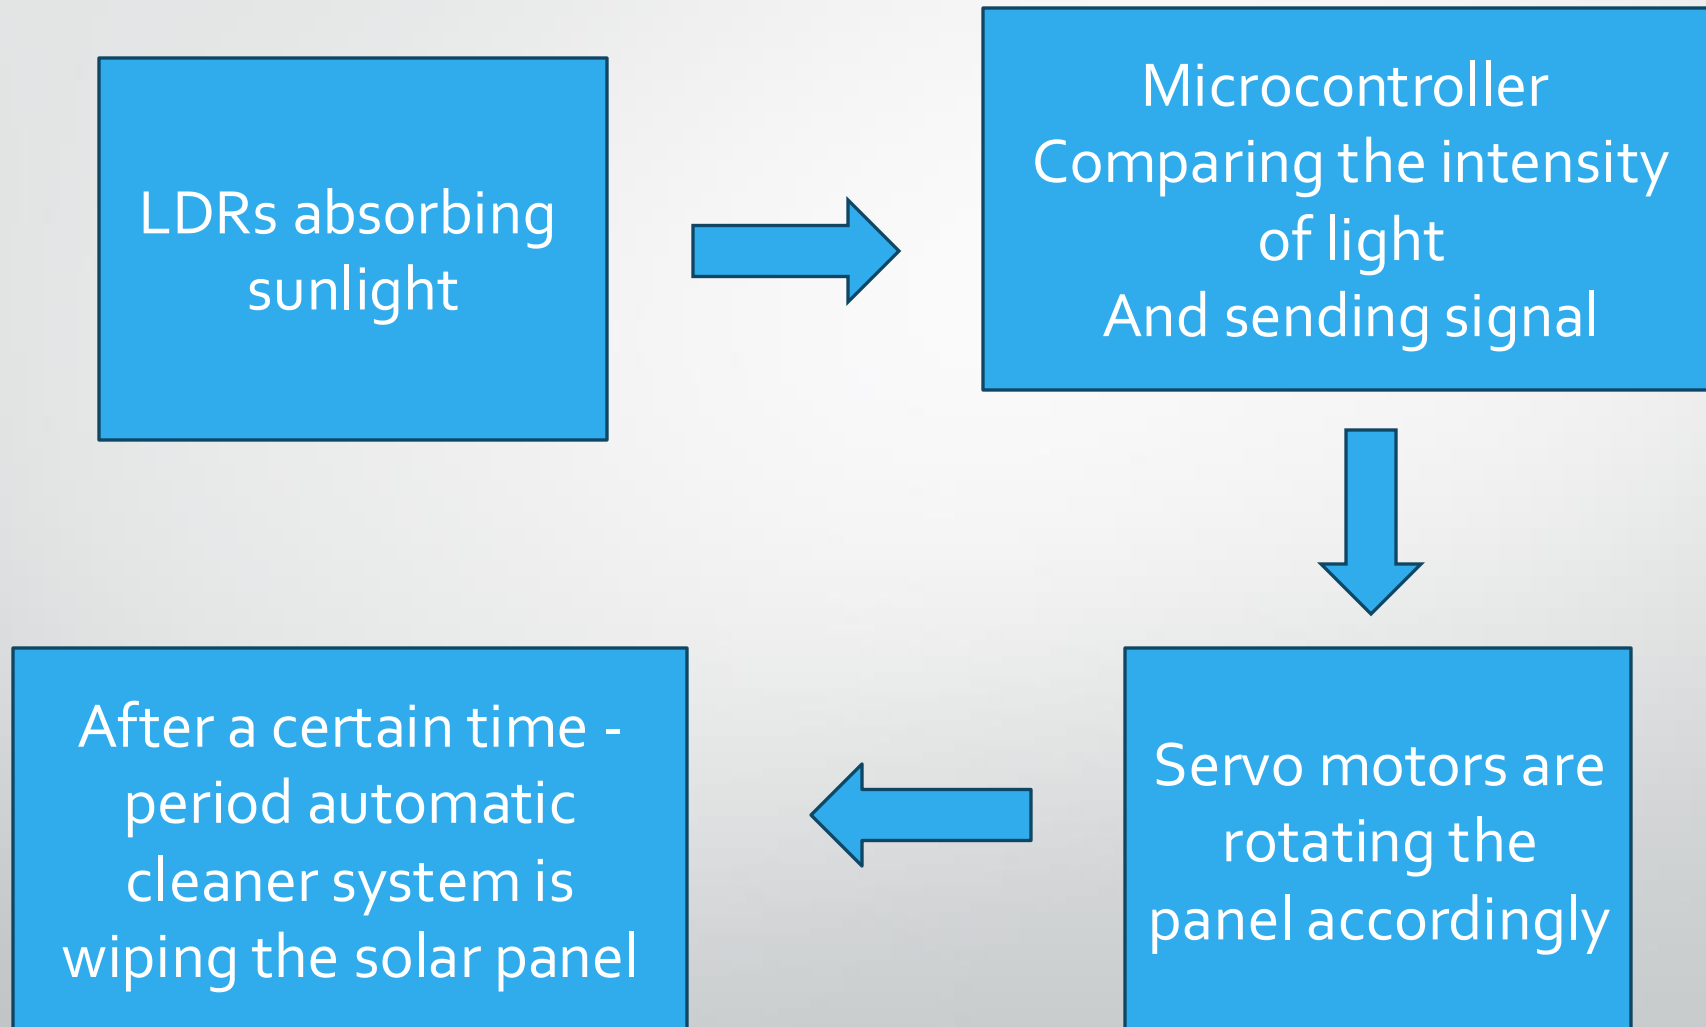 LDRs absorbing
sunlight
Microcontroller
Comparing the intensity
of light
And sending signal
Servo motors are
rotating the
panel accordingly
After a certain time -
period automatic
cleaner system is
wiping the solar panel